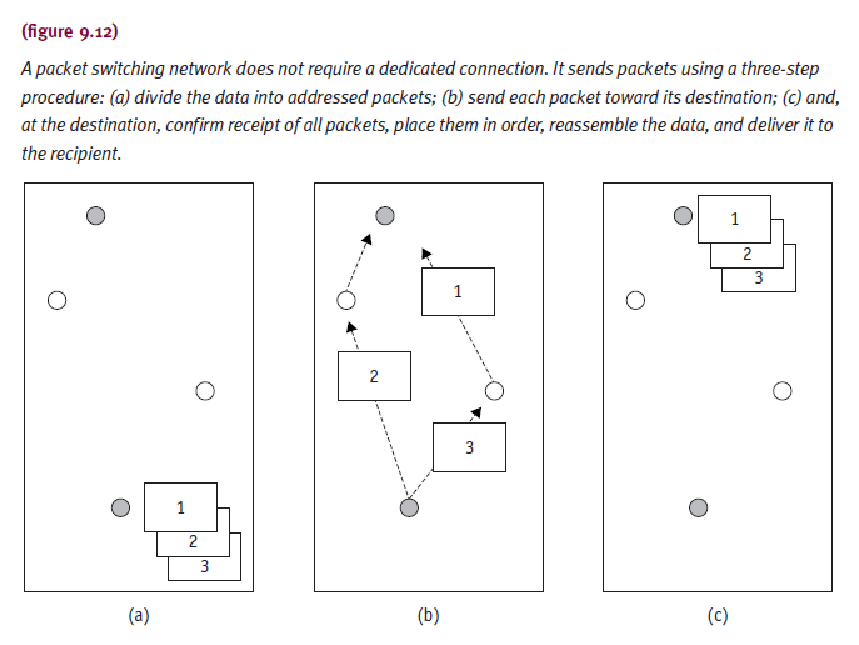 (figure 9.12)
A packet switching network does not require a dedicated connection. It sends packets using a three-step
procedure: (a) divide the data into addressed packets; (b) send each packet toward its destination; (c) and,
at the destination, confirm receipt of all packets, place them in order, reassemble the data, and deliver it to
the recipient.
1
2
3
1
2
3
1
2
3
(a)
(b)
(c)